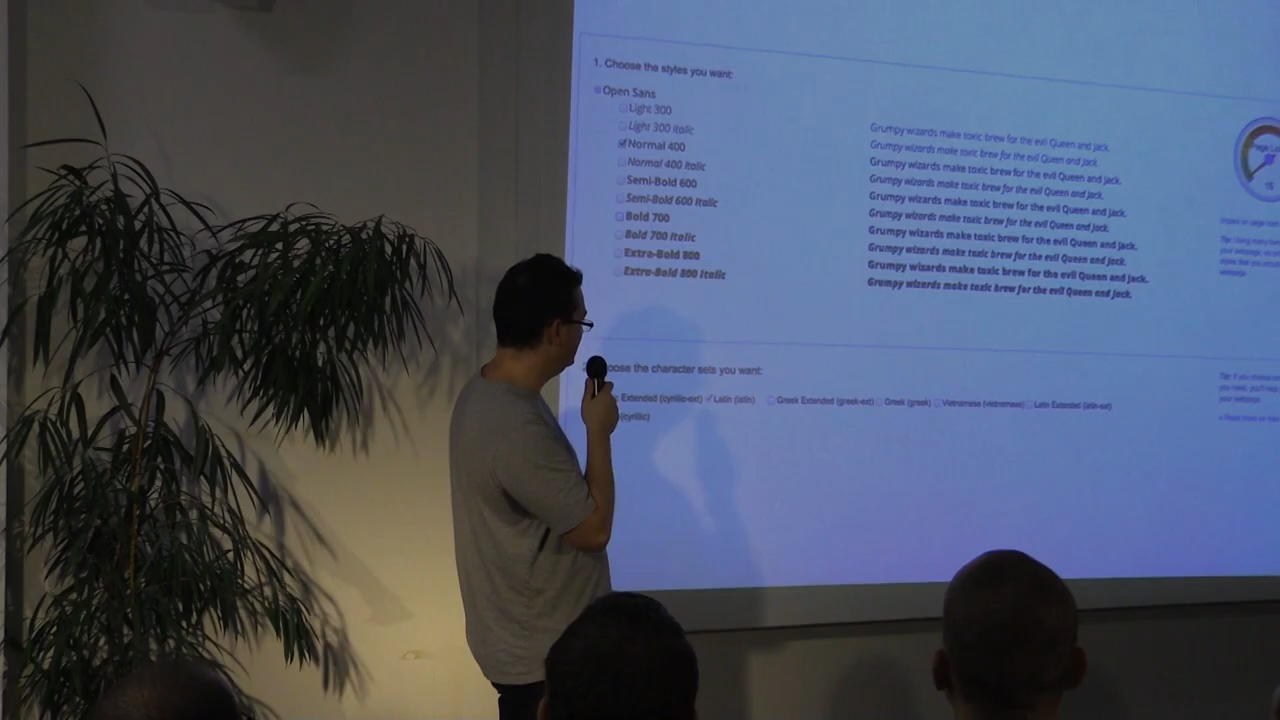 1. Choose the styles you want:
Open Sans
Light 300
Light 300 Italic
Normal 400
Normal 400 Italic
Semi-Bold 600
Semi-Bold 600 Italic
Bold 700
Bold 700 Italic
Extra-Bold 800
Extra-Bold 800 Italic
Grumpy wizards make toxic brew for the evil Queen and Jack.
Grumpy wizards make toxic brew for the evil Queen and Jack.
Grumpy wizards make toxic brew for the evil Queen and Jack.
Grumpy wizards make toxic brew for the evil Queen and Jack.
Grumpy wizards make toxic brew for the evil Queen and Jack.
Grumpy wizards make toxic brew for the evil Queen and Jack.
Grumpy wizards make toxic brew for the evil Queen and Jack.
Grumpy wizards make toxic brew for the evil Queen and Jack.
Grumpy wizards make toxic brew for the evil Queen and Jack.
Grumpy wizards make toxic brew for the evil Queen and Jack.
oose the character sets you want:
Extended (cyrillic-ext) Latin (latin) Greek Extended (greek-ext) Greek (greek) Vietnamese (vietnamese) Latin Extended (latin-ext)
(cyrillic)